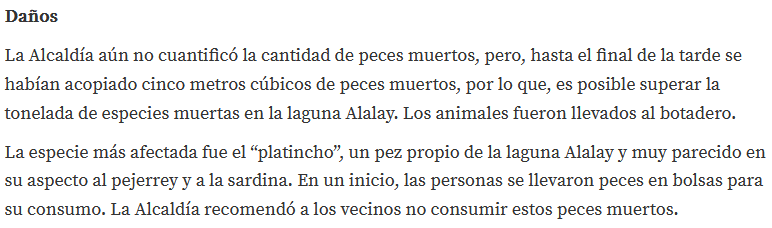 Daños
La Alcaldía aún no cuantificó la cantidad de peces muertos, pero, hasta el final de la tarde se
habían acopiado cinco metros cúbicos de peces muertos, por lo que, es posible superar la
tonelada de especies muertas en la laguna Alalay. Los animales fueron llevados al botadero.
La especie más afectada fue el “platincho”, un pez propio de la laguna Alalay y muy parecido en
su aspecto al pejerrey y a la sardina. En un inicio, las personas se llevaron peces en bolsas para
su consumo. La Alcaldía recomendó a los vecinos no consumir estos peces muertos.